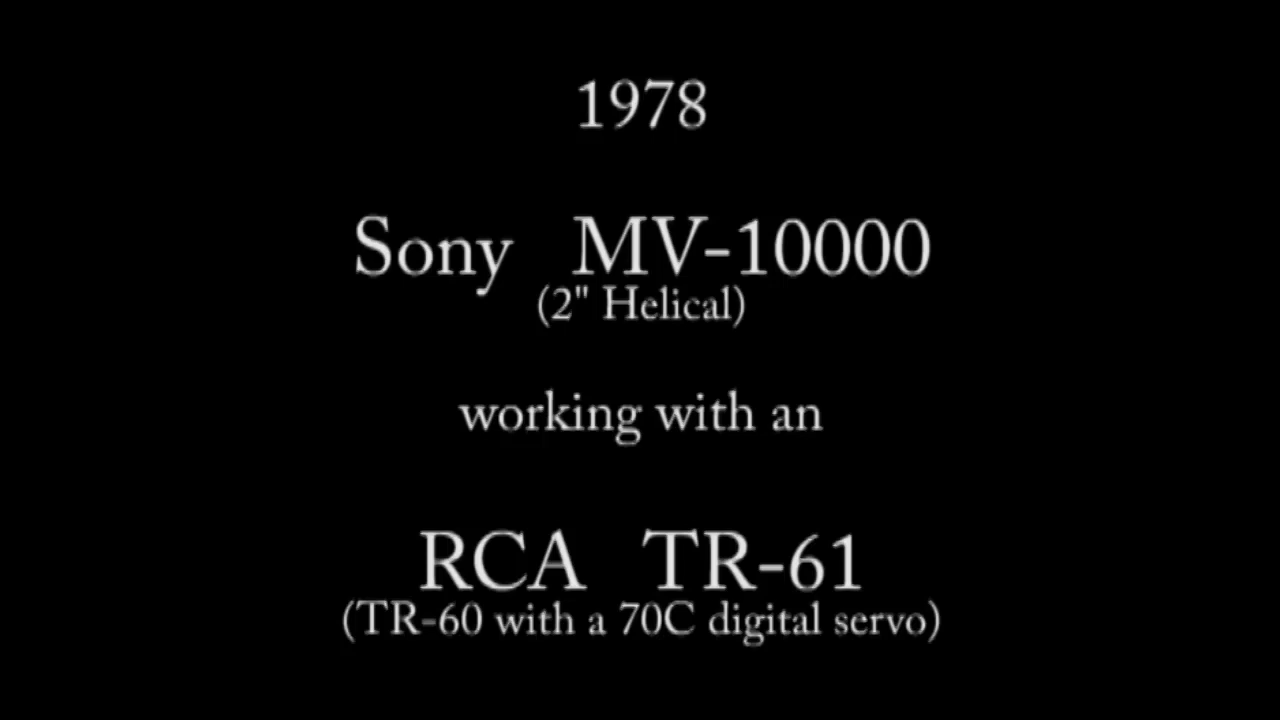 1978
Sony MV-10000
(2" Helical)
working with an
RCA TR-61
(TR-60 with a 70C digital servo)